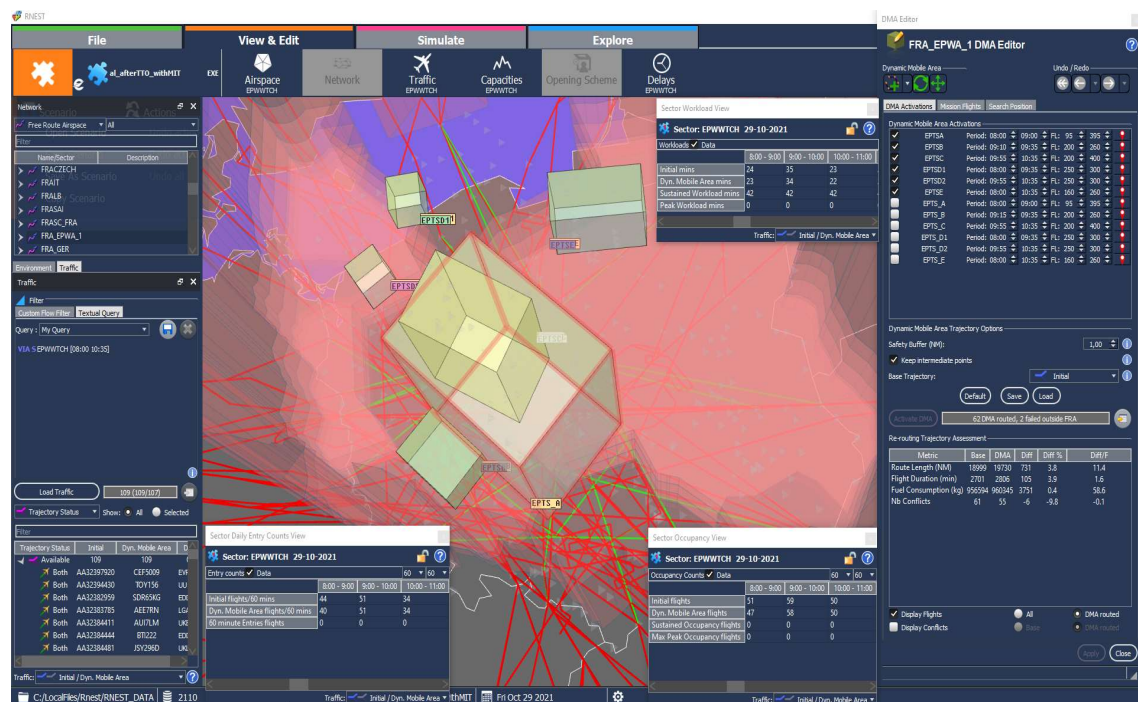 RNEST
File View & Edit Simulate Explore
al_afterTTO_withMIT EXE
Airspace EPWWTCH
Network
Traffic EPWWTCH
Capacities EPWWTCH
Opening Scheme
Delays EPWWTCH
Network
Free Route Airspace All
Filter
Name/Sector Description
FRACZECH
FRAIT
FRALB
FRASAI
FRASC_FRA
FRA_EPWA_1
FRA_GER
Environment Traffic
Traffic
Filter
Custom Flow Filter Textual Query
Query : My Query
VIA S EPWWTCH [08:00 10:35]
Load Traffic 109 (109/107)
Trajectory Status Show: All Selected
Filter
Trajectory Status Initial Dyn. Mobile Area
Available 109 109
Both AA32397920 CEF5009
Both AA32394430 TOY156 UU
Both AA32382959 SDR65KG
Both AA32383785 AEE7RN
Both AA32384411 AUI7LM
Both AA32384444 BTI222
Both AA32384481 JSY296D
Traffic: Initial / Dyn. Mobile Area
C:/LocalFiles/Rnest/RNEST_DATA 2110
thMIT Fri Oct 29 2021
EPTSD1
EPTS_A
Sector Workload View
Sector: EPWWTCH 29-10-2021
Workloads Data
8:00 - 9:00 9:00 - 10:00 10:00 - 11:00
Initial mins 24 35 23
Dyn. Mobile Area mins 23 34 22
Sustained Workload mins 42 42 42
Peak Workload mins 0 0 0
Traffic: Initial / Dyn. Mobile Area
Sector Daily Entry Counts View
Sector: EPWWTCH 29-10-2021
Entry counts Data 60 60
8:00 - 9:00 9:00 - 10:00 10:00 - 11:00
Initial flights/60 mins 44 51 34
Dyn. Mobile Area flights/60 mins 40 51 34
60 minute Entries flights 0 0 0
Traffic: Initial / Dyn. Mobile Area
Sector Occupancy View
Sector: EPWWTCH 29-10-2021
Occupancy Counts Data 60 60
8:00 - 9:00 9:00 - 10:00 10:00 - 11:00
Initial flights 51 59 50
Dyn. Mobile Area flights 47 58 50
Sustained Occupancy flights 0 0 0
Max Peak Occupancy flights 0 0 0
Traffic: Initial / Dyn. Mobile Area
DMA Editor
FRA_EPWA_1 DMA Editor
Dynamic Mobile Area Undo / Redo
DMA Activations Mission Flights Search Position
Dynamic Mobile Area Activations
EPTSA Period: 08:00 09:00 FL: 95 395
EPTSB Period: 09:10 09:35 FL: 200 260
EPTSC Period: 09:55 10:35 FL: 200 400
EPTSD1 Period: 08:00 09:35 FL: 250 300
EPTSD2 Period: 09:55 10:35 FL: 250 300
EPTSE Period: 08:00 10:35 FL: 160 260
EPTS_A Period: 08:00 09:00 FL: 95 395
EPTS_B Period: 09:15 09:35 FL: 200 260
EPTS_C Period: 09:55 10:35 FL: 200 400
EPTS_D1 Period: 08:00 09:35 FL: 250 300
EPTS_D2 Period: 09:55 10:35 FL: 250 300
EPTS_E Period: 08:00 10:35 FL: 160 260
Dynamic Mobile Area Trajectory Options
Safety Buffer (NM): 1,00
Keep intermediate points
Base Trajectory: Initial
Default Save Load
Activate DMA 62 DMA routed, 2 failed outside FRA
Re-routing Trajectory Assessment
Metric Base DMA Diff Diff % Diff/F
Route Length (NM) 18999 19730 731 3.8 11.4
Flight Duration (min) 2701 2806 105 3.9 1.6
Fuel Consumption (kg) 956594 960345 3751 0.4 58.6
Nb Conflicts 61 55 -6 -9.8 -0.1
Display Flights All DMA routed
Display Conflicts Base DMA routed
Apply Close